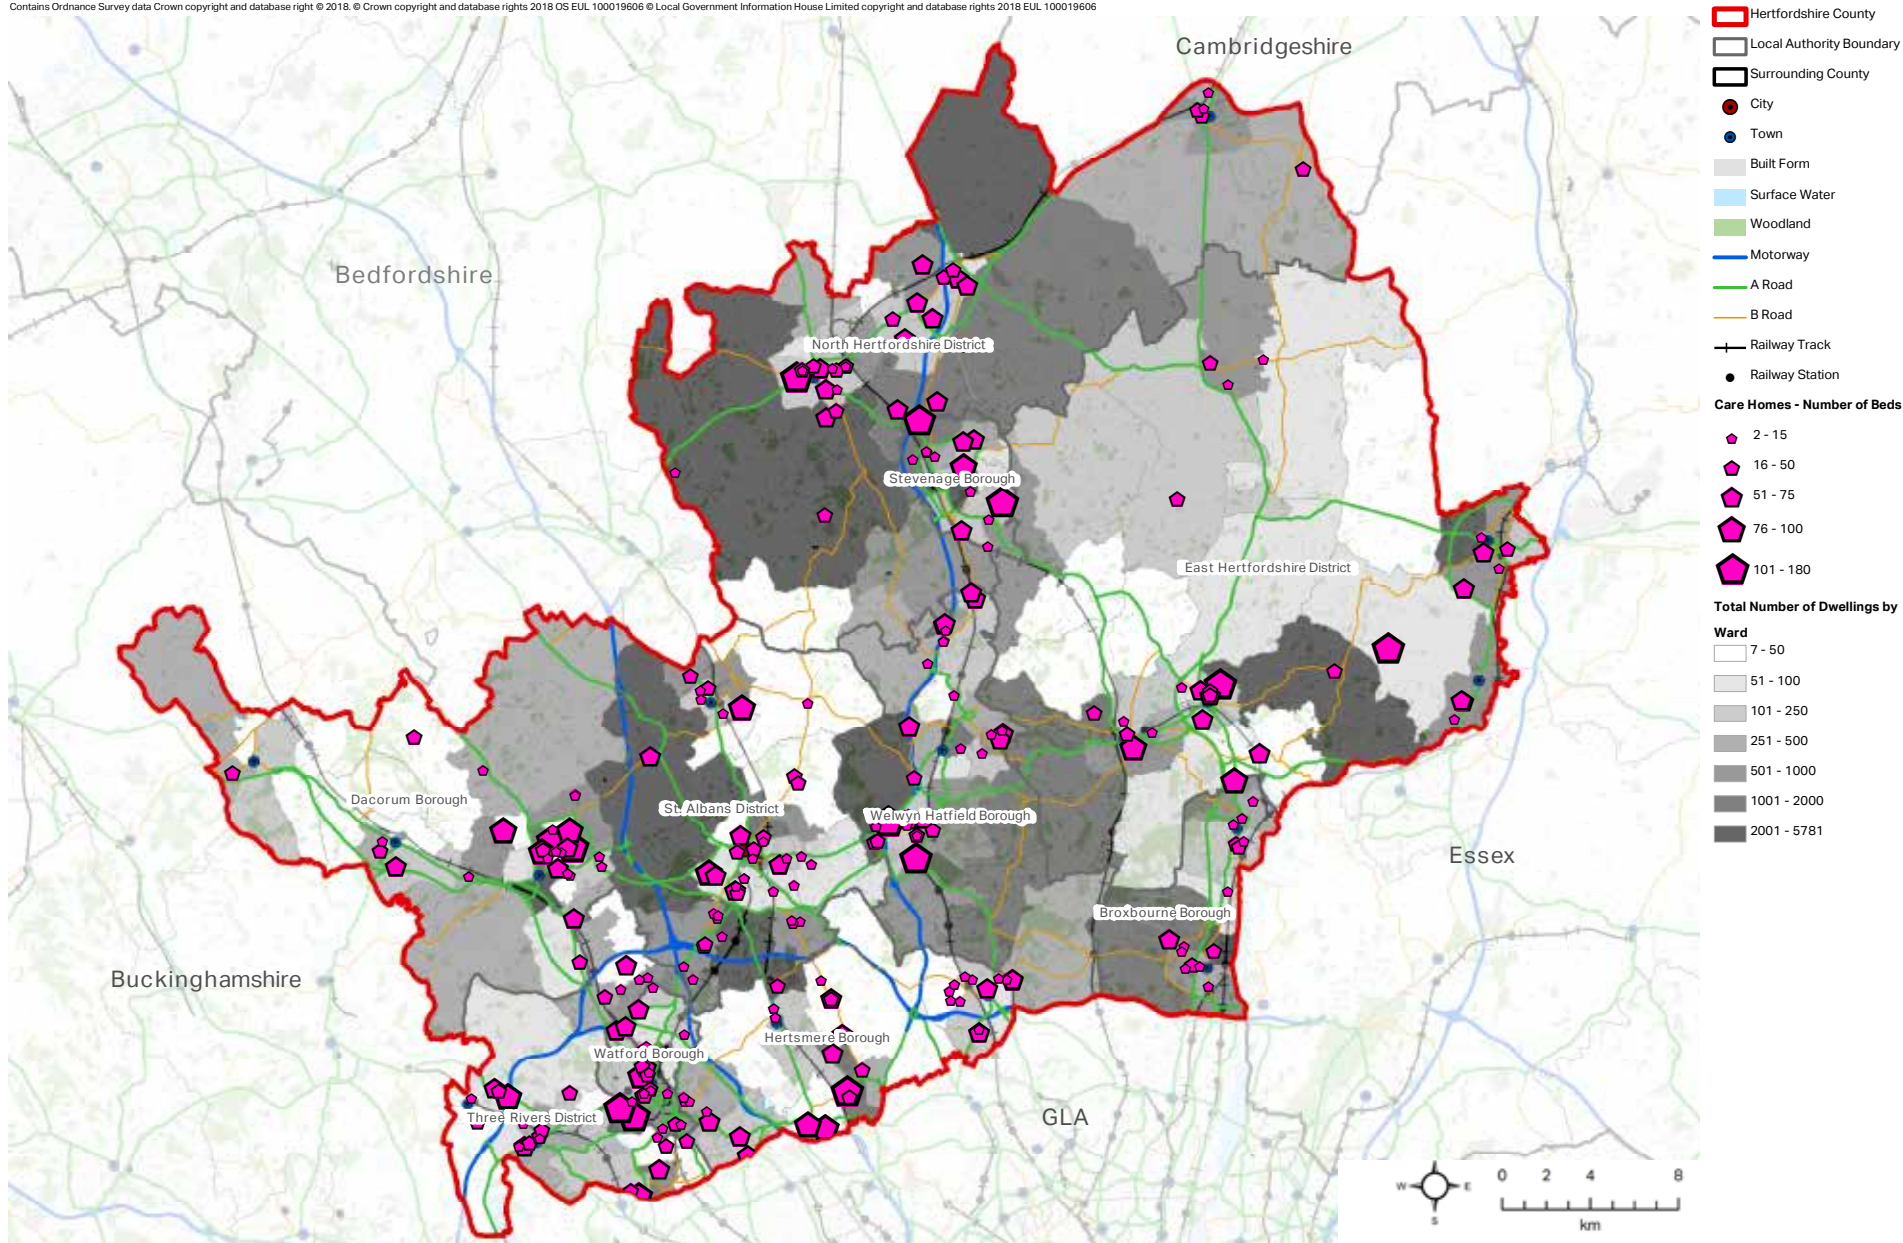 Contains Ordnance Survey data Crown copyright and database right © 2018. © Crown copyright and database rights 2018 OS EUL 100019606 © Local Government Information House Limited copyright and database rights 2018 EUL 100019606
Cambridgeshire
Bedfordshire
North Hertfordshire District
Stevenage Borough
East Hertfordshire District
Dacorum Borough
St. Albans District
Welwyn Hatfield Borough
Essex
Broxbourne Borough
Buckinghamshire
Hertsmere Borough
Watford Borough
Three Rivers District
GLA
Hertfordshire County
Local Authority Boundary
Surrounding County
City
Town
Built Form
Surface Water
Woodland
Motorway
A Road
B Road
Railway Track
Railway Station
Care Homes - Number of Beds
2 - 15
16 - 50
51 - 75
76 - 100
101 - 180
Total Number of Dwellings by
Ward
7 - 50
51 - 100
101 - 250
251 - 500
501 - 1000
1001 - 2000
2001 - 5781
W E
S
0 2 4 8
km